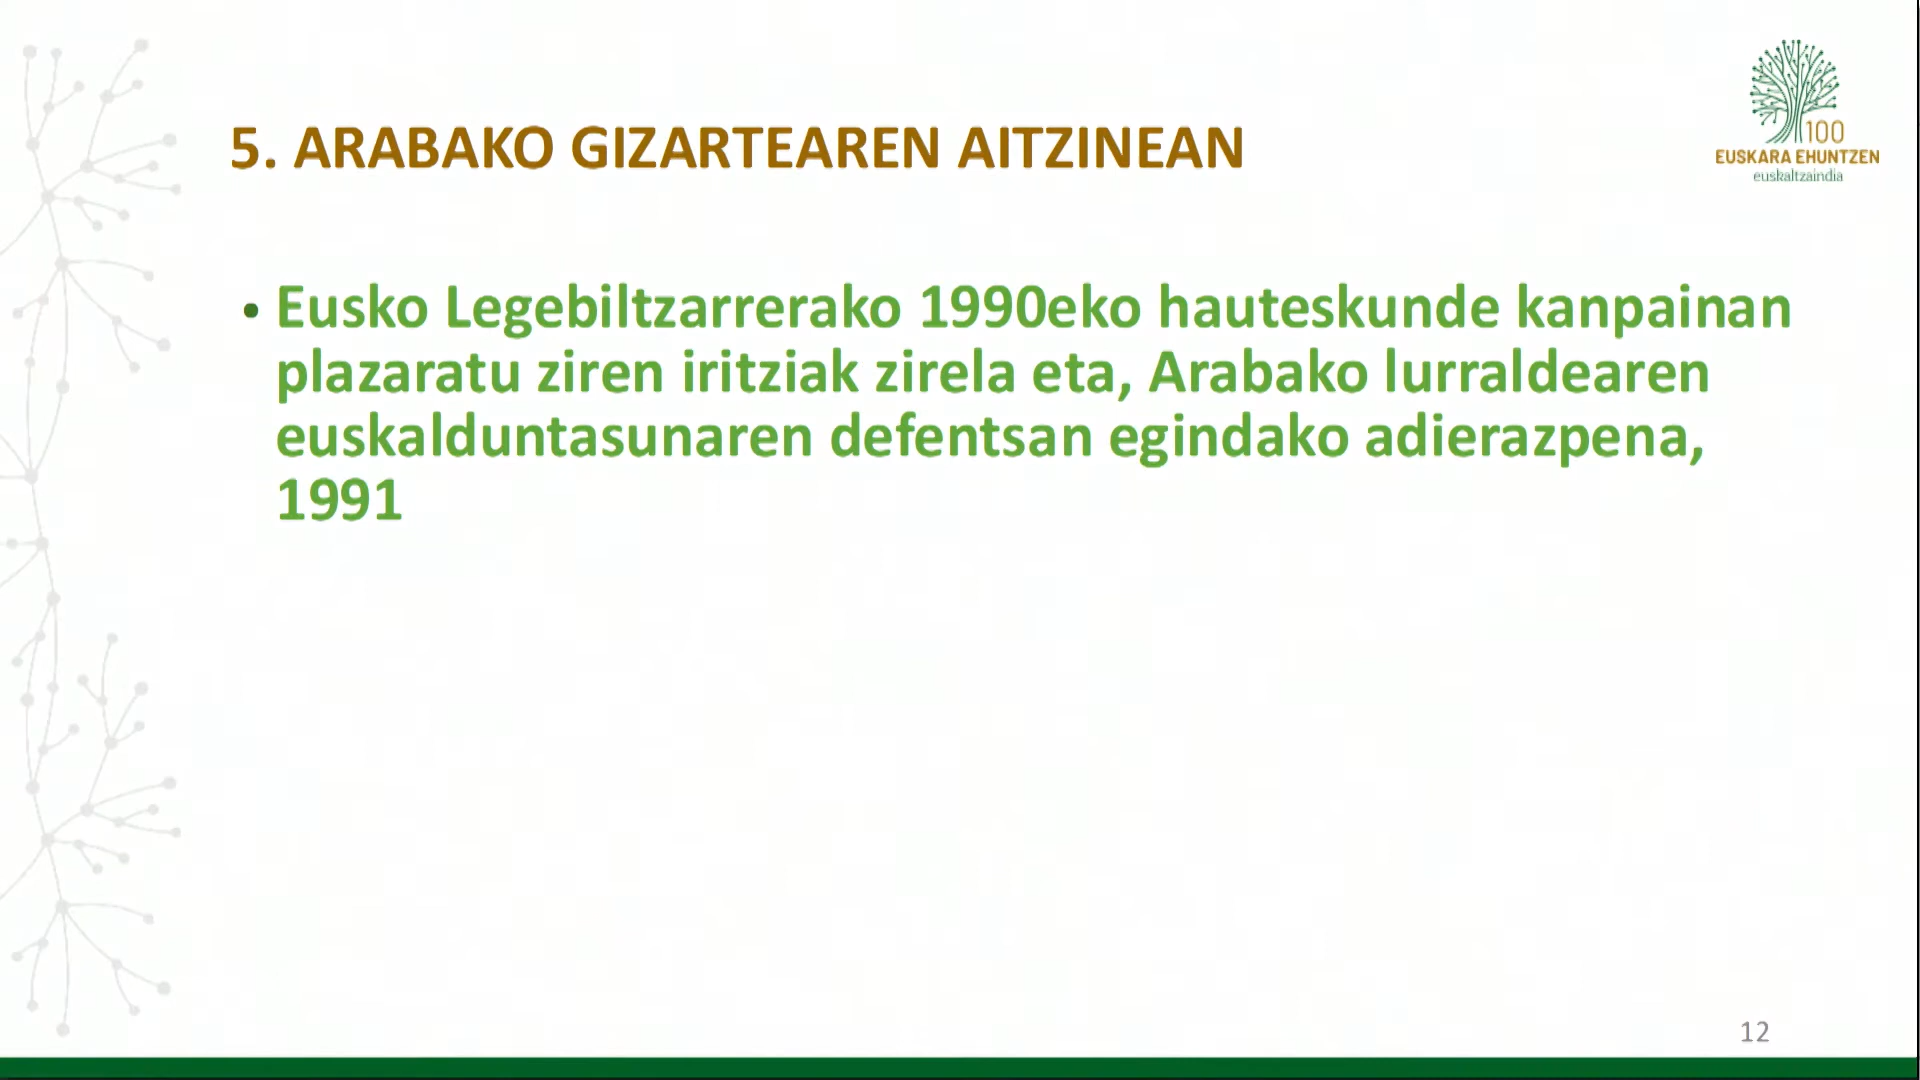 100
EUSKARA EHUNTZEN
euskaltzaindia
5. ARABAKO GIZARTEAREN AITZINEAN
• Eusko Legebiltzarrerako 1990eko hauteskunde kanpainan
plazaratu ziren iritziak zirela eta, Arabako lurraldearen
euskalduntasunaren defentsan egindako adierazpena,
1991
12